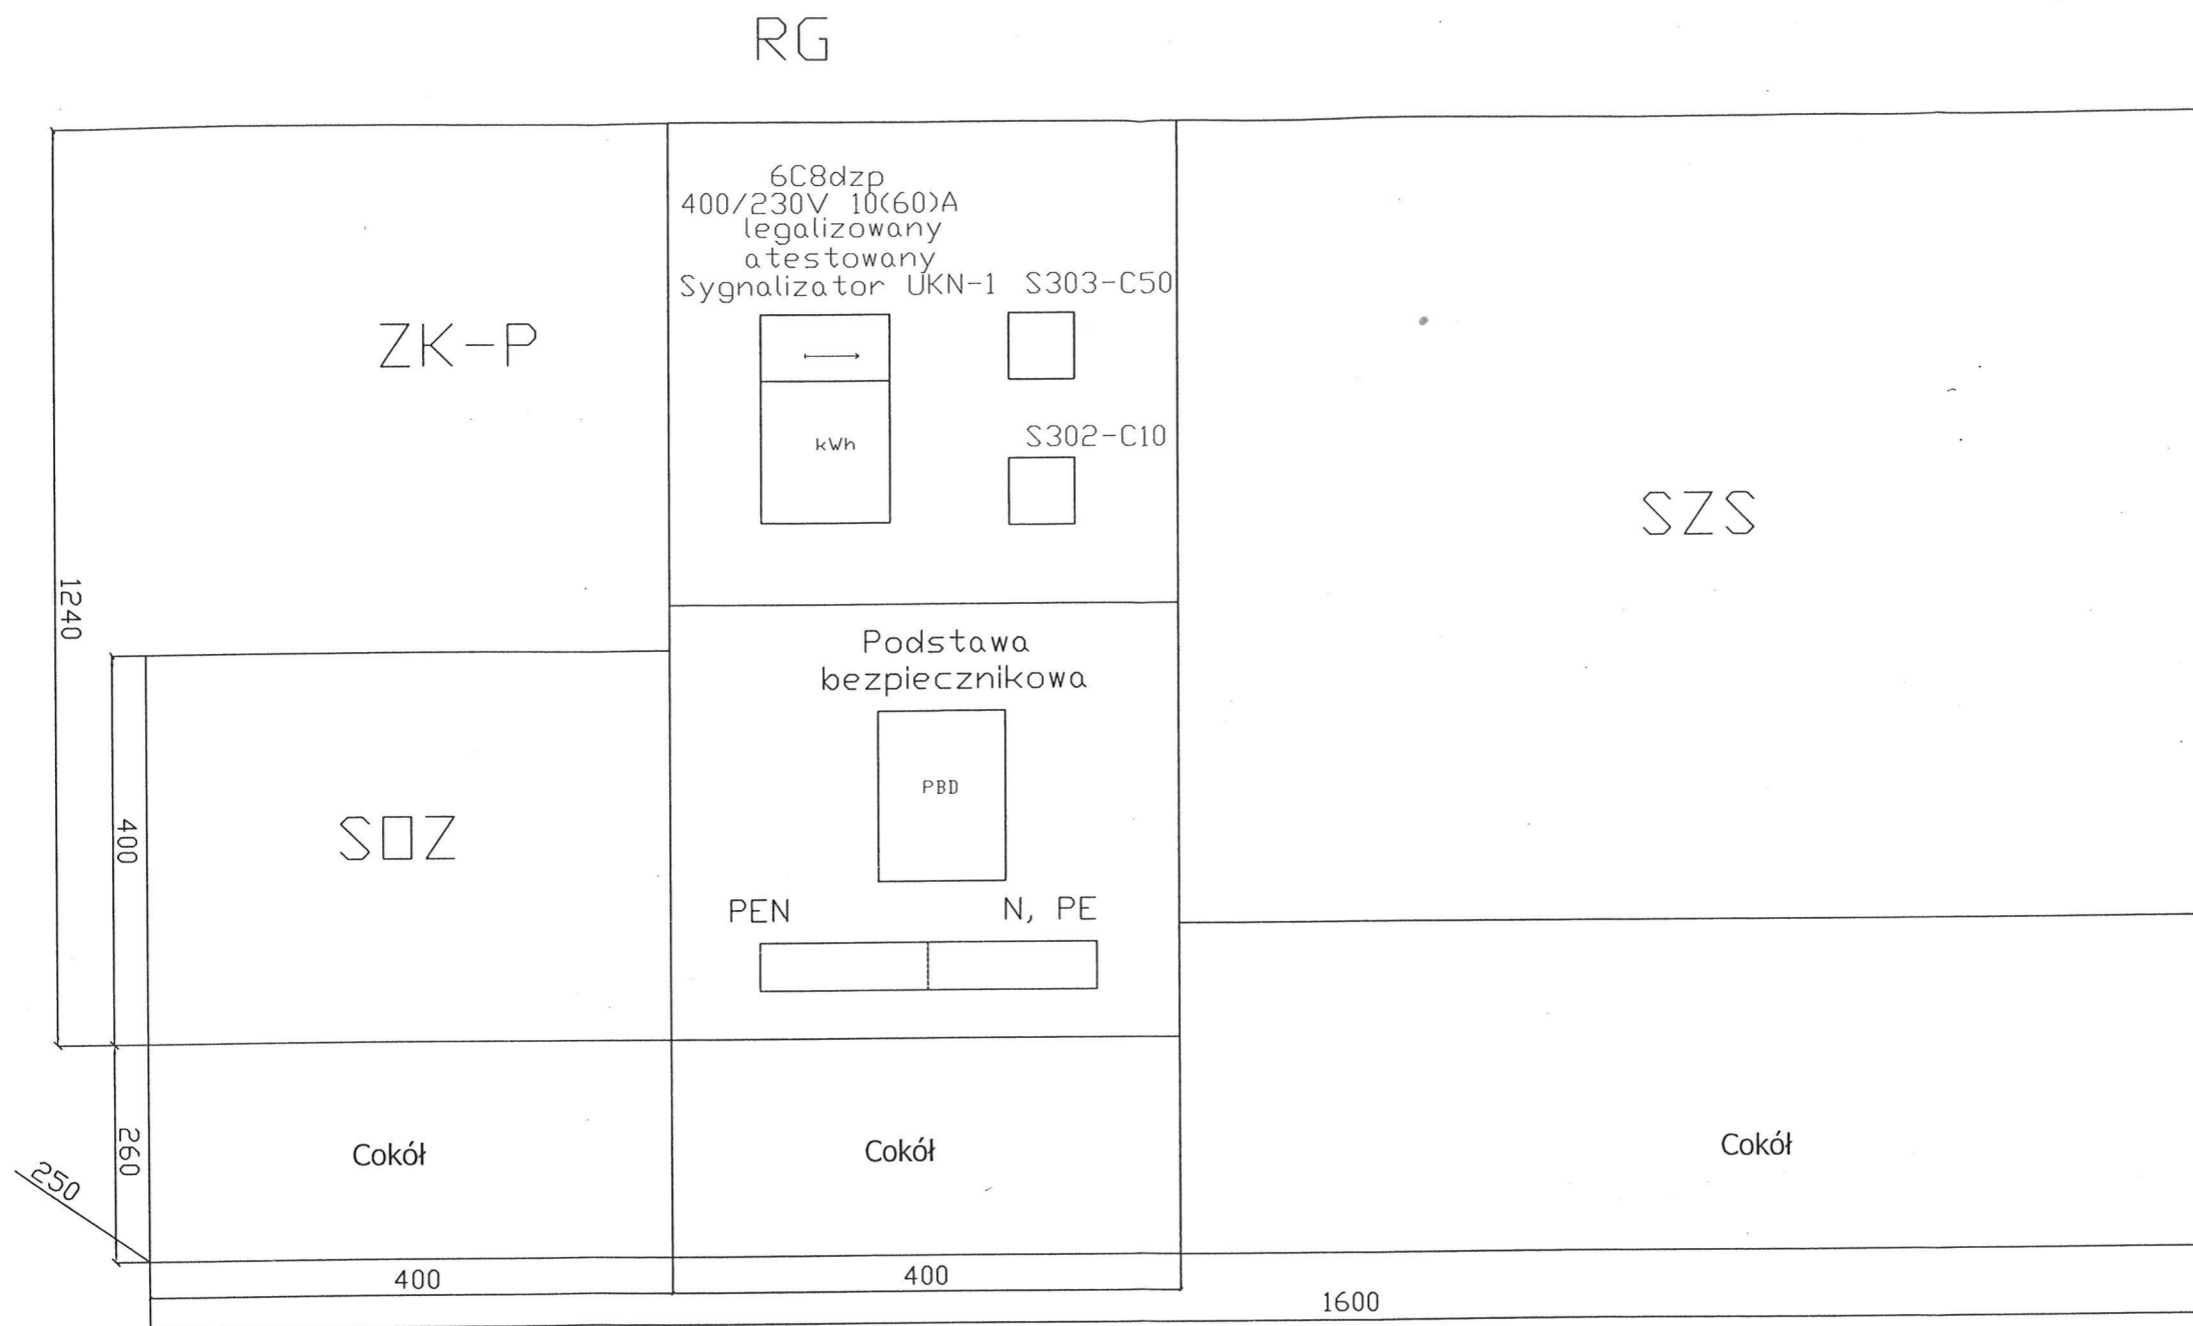 RG
6C8dzp
400/230V 10(60)A
legalizowany
atestowany
Sygnalizator UKN-1
S303-C50
ZK-P
kWh
S302-C10
SZS
1240
Podstawa
bezpiecznikowa
PBD
400
SOZ
PEN
N, PE
260
250
Cokół
Cokół
Cokół
400
400
1600